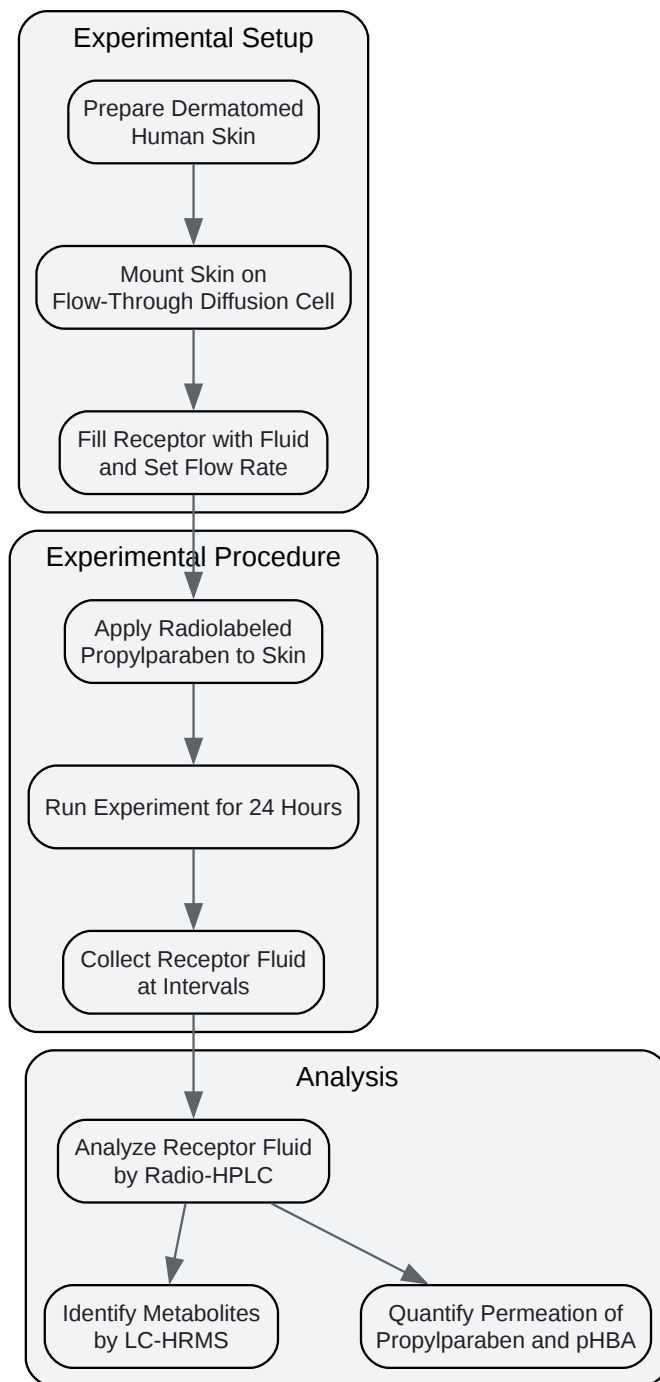 Experimental Setup
Prepare Dermatomed
Human Skin
Mount Skin on
Flow-Through Diffusion Cell
Fill Receptor with Fluid
and Set Flow Rate
Experimental Procedure
Apply Radiolabeled
Propylparaben to Skin
Run Experiment for 24 Hours
Collect Receptor Fluid
at Intervals
Analysis
Analyze Receptor Fluid
by Radio-HPLC
Identify Metabolites
by LC-HRMS
Quantify Permeation of
Propylparaben and pHBA